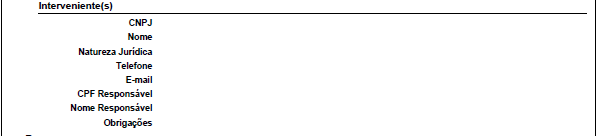 Interveniente(s)
CNPJ
Nome
Natureza Jurídica
Telefone
E-mail
CPF Responsável
Nome Responsável
Obrigações